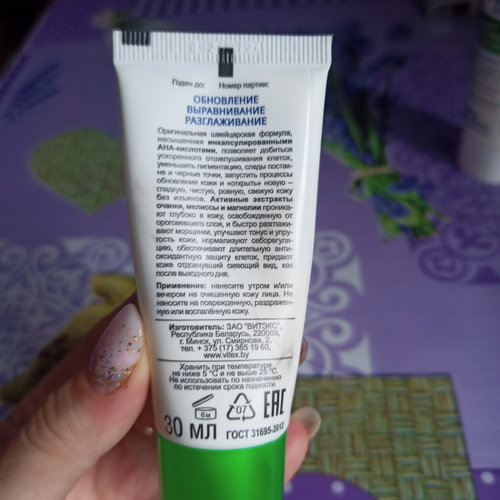 Годен до: Номер партии:
ОБНОВЛЕНИЕ
ВЫРАВНИВАНИЕ
РАЗГЛАЖИВАНИЕ
Оригинальная швейцарская формула,
насыщенная инкапсулированными
АНА-кислотами, позволяет добиться
ускоренного отшелушивания клеток,
уменьшить пигментацию, следы постак-
не и черные точки, запустить процессы
обновления кожи и «открыть» новую –
гладкую, чистую, ровную, свежую кожу
без изъянов. Активные экстракты
очанки, мелиссы и магнолии проника-
ют глубоко в кожу, освобожденную от
ороговевшего слоя, и быстро разглажи-
вают морщинки, улучшают тонус и упру-
гость кожи, нормализуют себорегуля-
цию, обеспечивают длительную анти-
оксидантную защиту клеток, придают
коже отдохнувший сияющий вид, как
после выходного дня.
Применение: нанесите утром и/или
вечером на очищенную кожу лица. Не
наносите на поврежденную, раздражен-
ную или воспалённую кожу.
Изготовитель: ЗАО "ВИТЭКС",
Республика Беларусь, 220089,
г. Минск, ул. Смирнова, 2.
тел. + 375 (17) 365 19 60,
www.vitex.by
Хранить при температуре
не ниже 5 °С и не выше 25 °С.
Не использовать по назначению
по истечении срока годности.
6м 07 ЕАС
30 МЛ ГОСТ 31695-2012